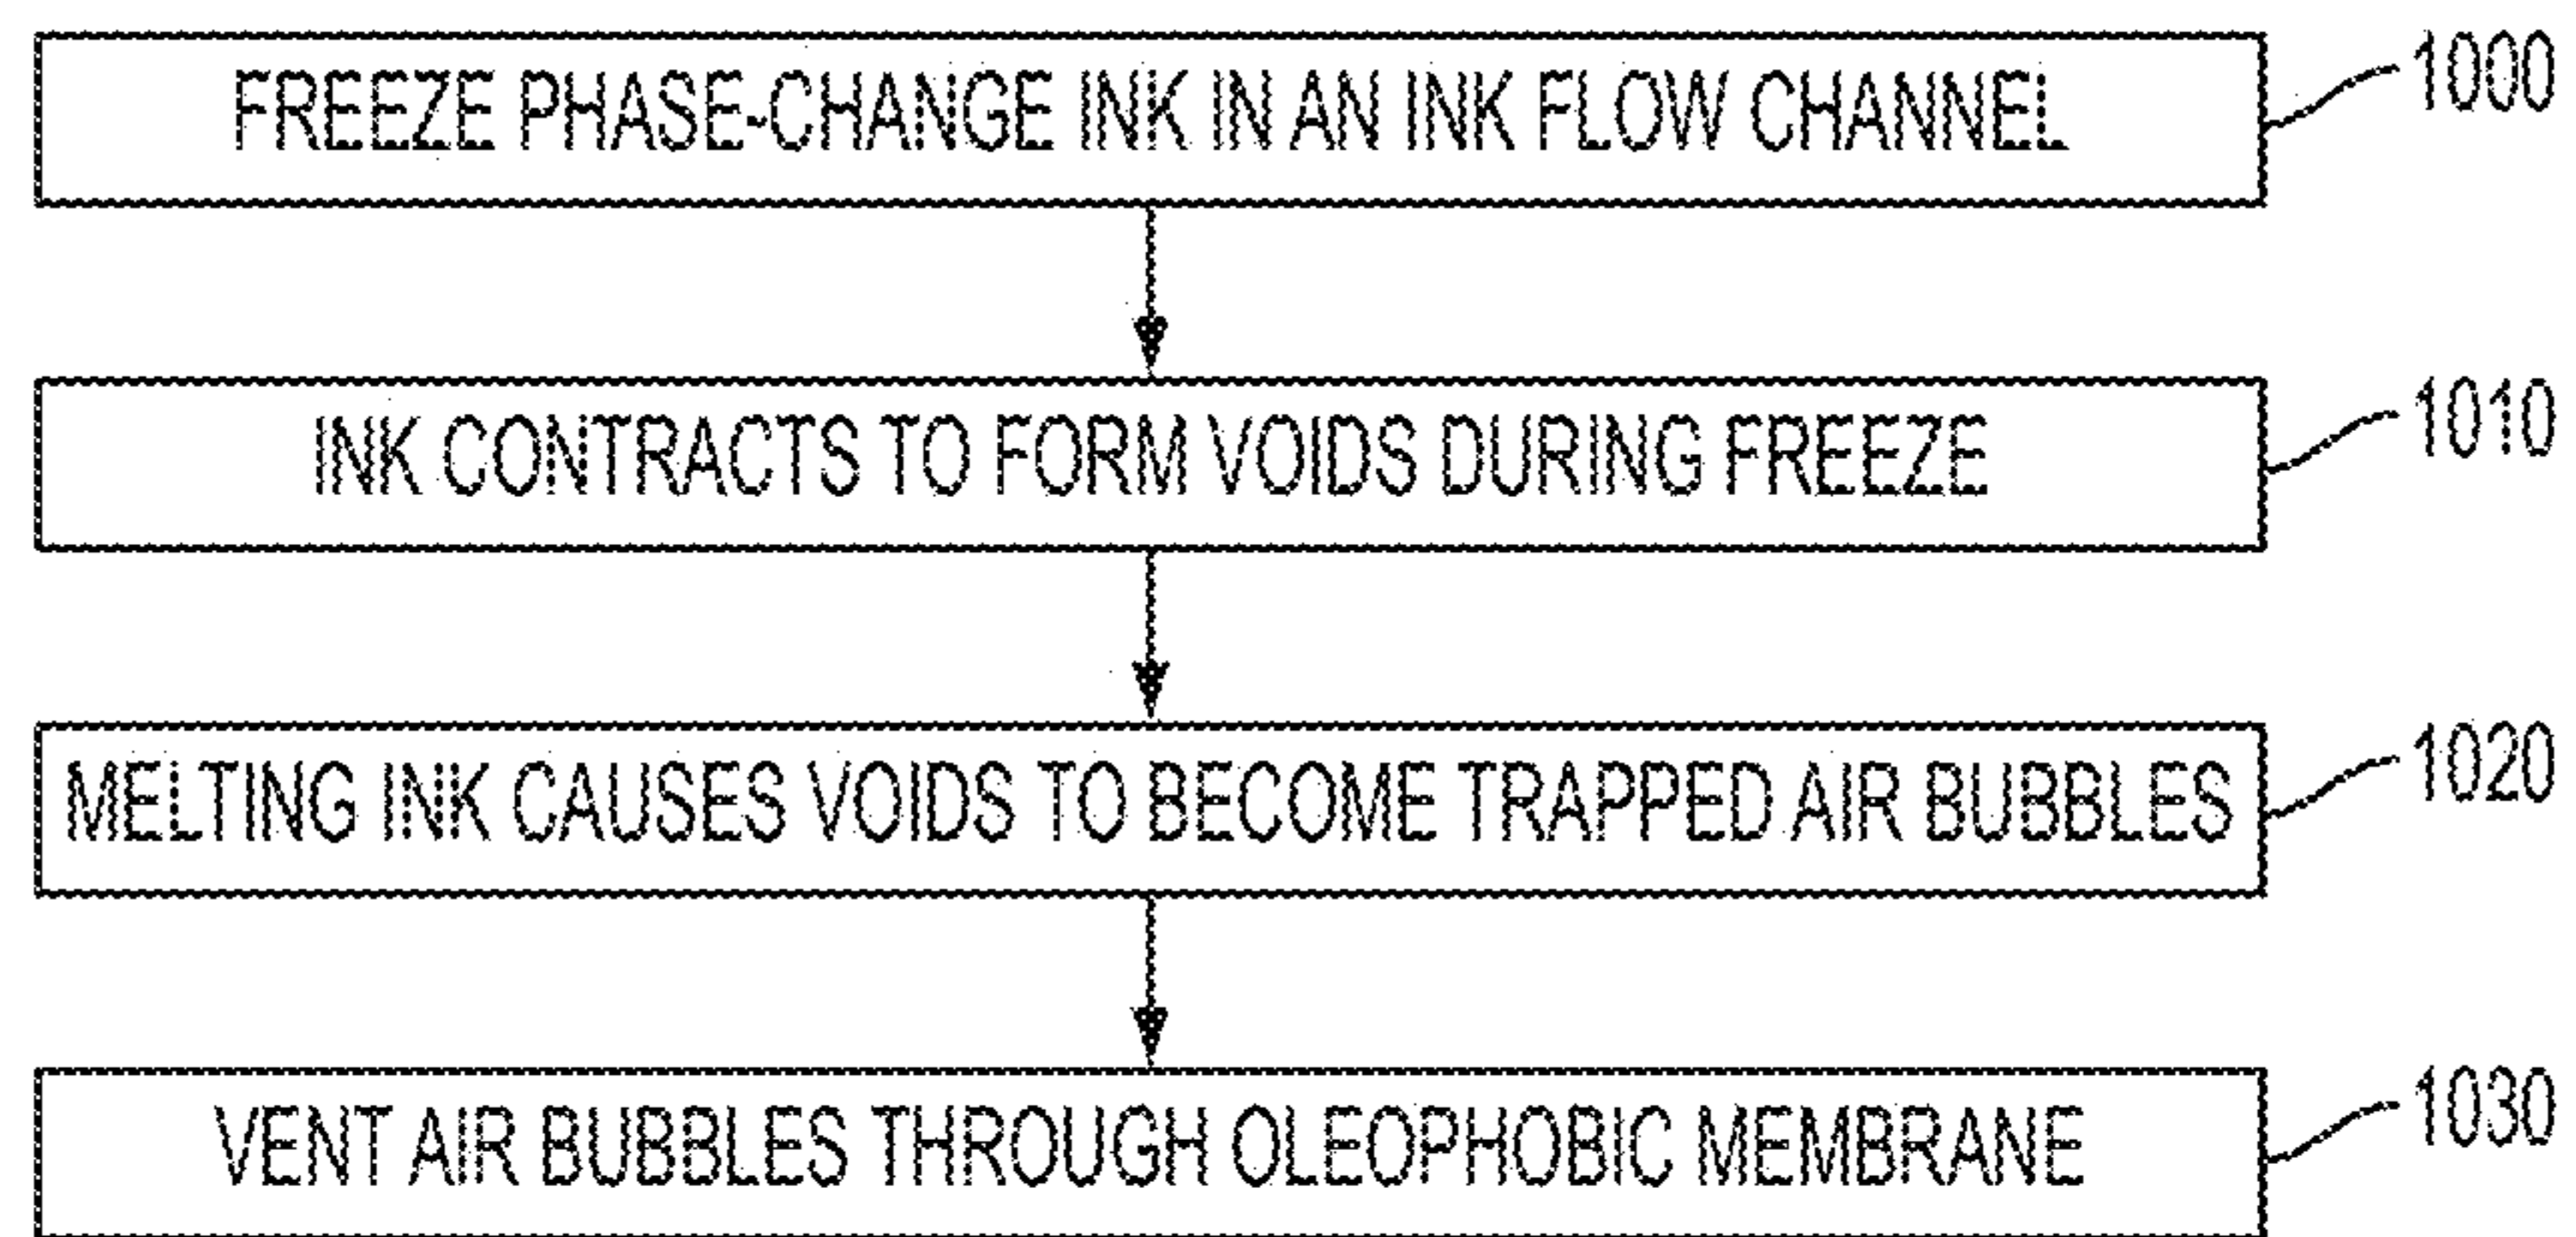 FREEZE PHASE-CHANGE INK IN AN INK FLOW CHANNEL
1000
INK CONTRACTS TO FORM VOIDS DURING FREEZE
1010
MELTING INK CAUSES VOIDS TO BECOME TRAPPED AIR BUBBLES
1020
VENT AIR BUBBLES THROUGH OLEOPHOBIC MEMBRANE
1030